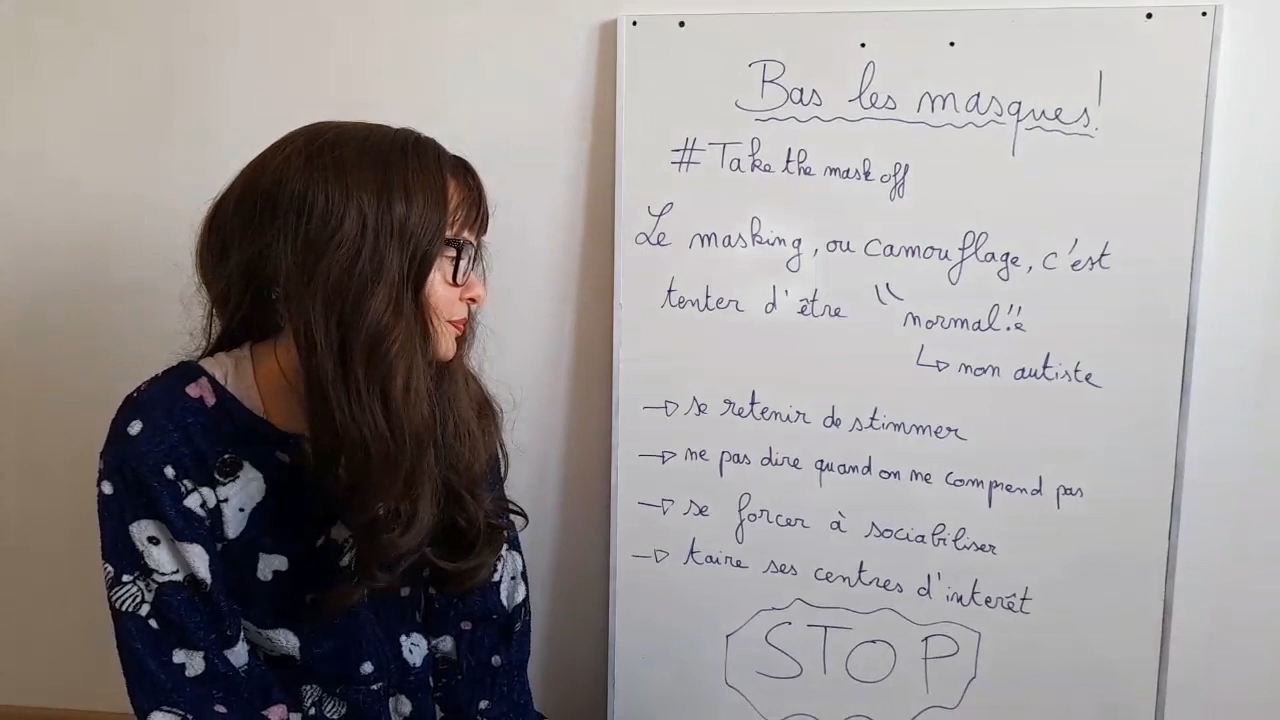 Bas les masques!
#Take the mask off
Le masking, ou camouflage, c'est
tenter d'être "normal.e"
↳ non autiste
→ se retenir de stimmer
→ ne pas dire quand on ne comprend pas
→ se forcer à sociabiliser
→ taire ses centres d'interêt
STOP